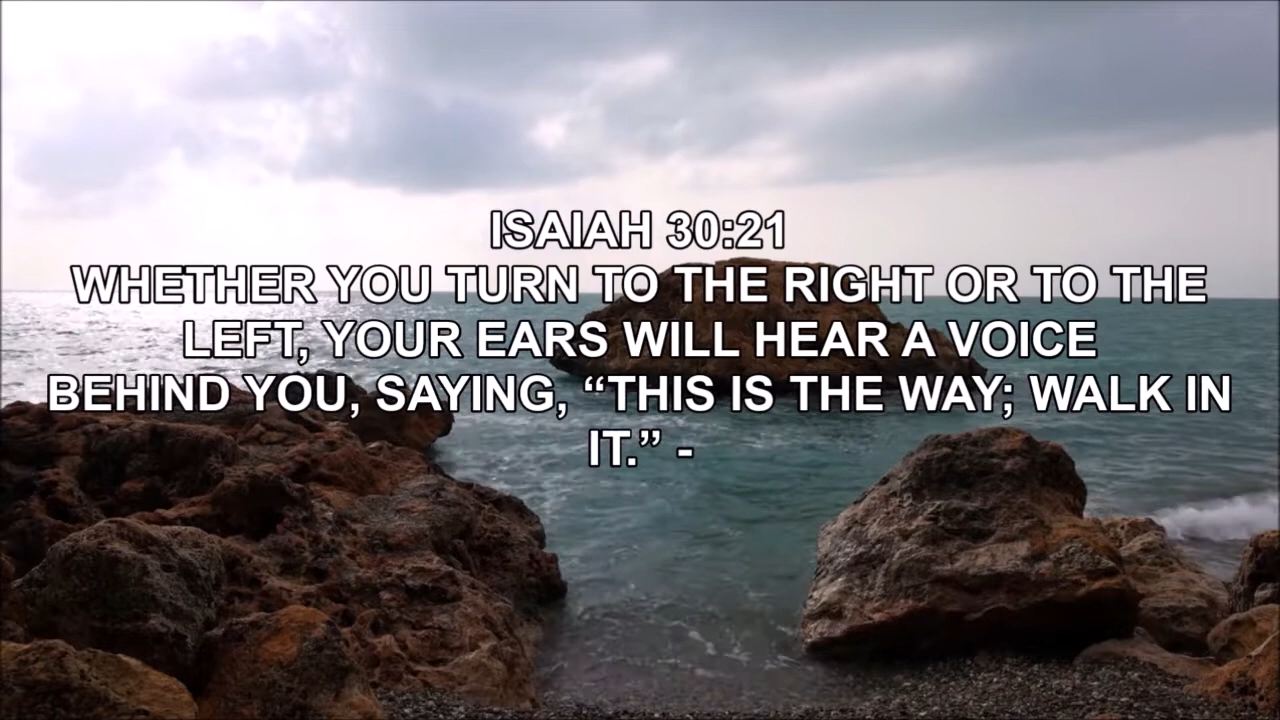 ISAIAH 30:21
WHETHER YOU TURN TO THE RIGHT OR TO THE
LEFT, YOUR EARS WILL HEAR A VOICE
BEHIND YOU, SAYING, “THIS IS THE WAY; WALK IN
IT.” -